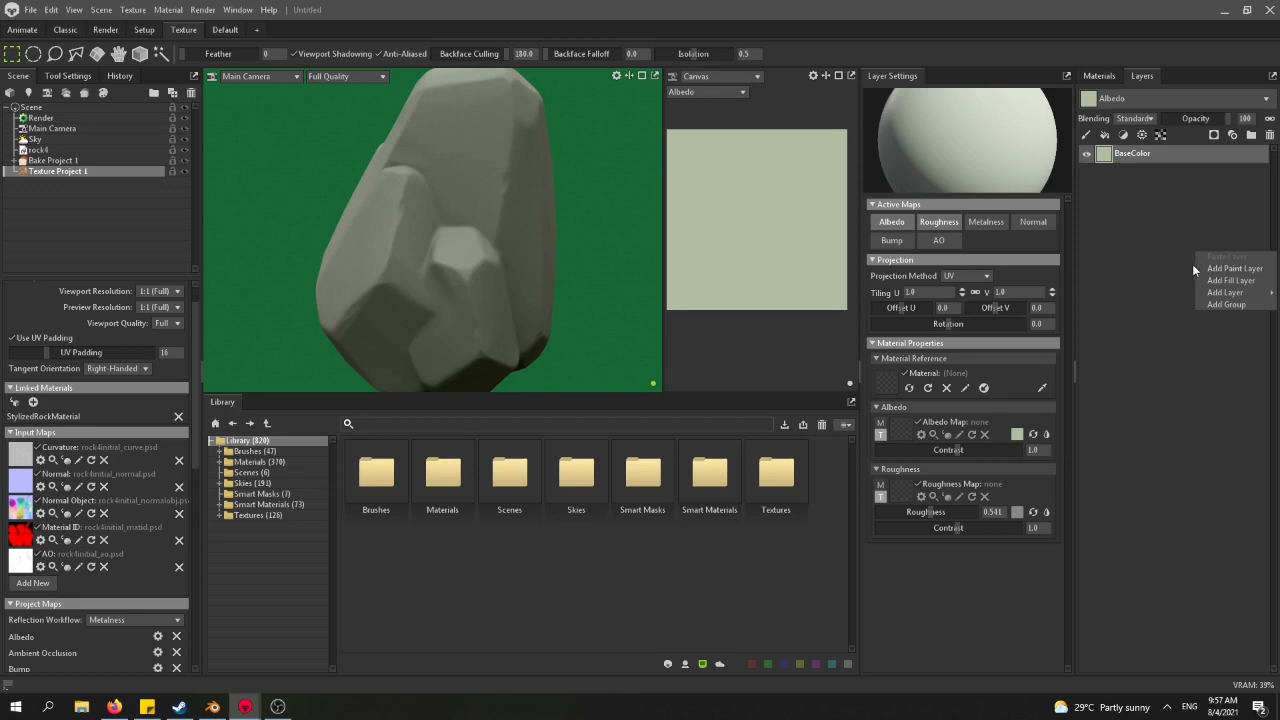 File Edit View Texture Material Render Window Help Untitled
Animate Classic Render Setup Texture Default +
Feather 0 Viewport Shadowing Anti-Aliased Backface Culling 180.0 Backface Falloff 0.0 Isolation 0.5
Scene Tool Settings History
Main Camera Full Quality
Canvas
Albedo
Layer Settings
Materials Layers
Albedo
Blending Standard Opacity 100
BaseColor
Scene
Render
Main Camera
Sky
rock4
Bake Project 1
Texture Project 1
Active Maps
Albedo Roughness Metalness Normal
Bump AO
Projection
Projection Method UV
Tiling U 1.0 V 1.0
Offset U 0.0 Offset V 0.0
Rotation 0.0
Material Properties
Material Reference
Material: (None)
Albedo
M
T
Albedo Map: none
Contrast 1.0
Roughness
M
T
Roughness Map: none
Roughness 0.541
Contrast 1.0
Paste Layer
Add Paint Layer
Add Fill Layer
Add Layer
Add Group
Viewport Resolution: 1:1 (Full)
Preview Resolution: 1:1 (Full)
Viewport Quality: Full
Use UV Padding
UV Padding 16
Tangent Orientation Right-Handed
Linked Materials
StylizedRockMaterial
Input Maps
Curvature: rock4initial_curve.psd
Normal: rock4initial_normal.psd
Normal Object: rock4initial_normalobj.ps
Material ID: rock4initial_matid.psd
AO: rock4initial_ao.psd
Add New
Project Maps
Reflection Workflow: Metalness
Albedo
Ambient Occlusion
Bump
Library
Library (820)
Brushes (47)
Materials (370)
Scenes (6)
Skies (191)
Smart Masks (7)
Smart Materials (73)
Textures (126)
Brushes Materials Scenes Skies Smart Masks Smart Materials Textures
VRAM: 39%
29°C Partly sunny ENG 9:57 AM
8/4/2021
2